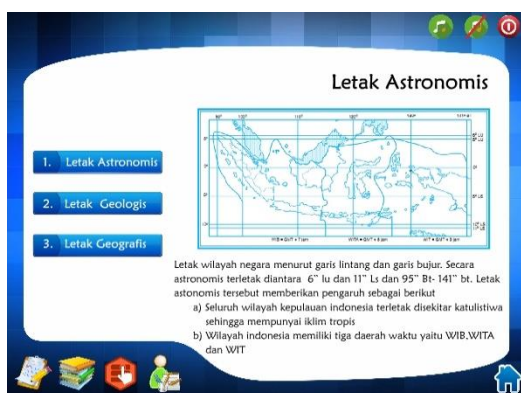 Letak Astronomis
1. Letak Astronomis
2. Letak Geologis
3. Letak Geografis
Letak wilayah negara menurut garis lintang dan garis bujur. Secara
astronomis terletak diantara 6˚ lu dan 11˚ Ls dan 95˚ Bt- 141˚ bt. Letak
astonomis tersebut memberikan pengaruh sebagai berikut
a) Seluruh wilayah kepulauan indonesia terletak disekitar katulistiwa
sehingga mempunyai iklim tropis
b) Wilayah indonesia memiliki tiga daerah waktu yaitu WIB,WITA
dan WIT